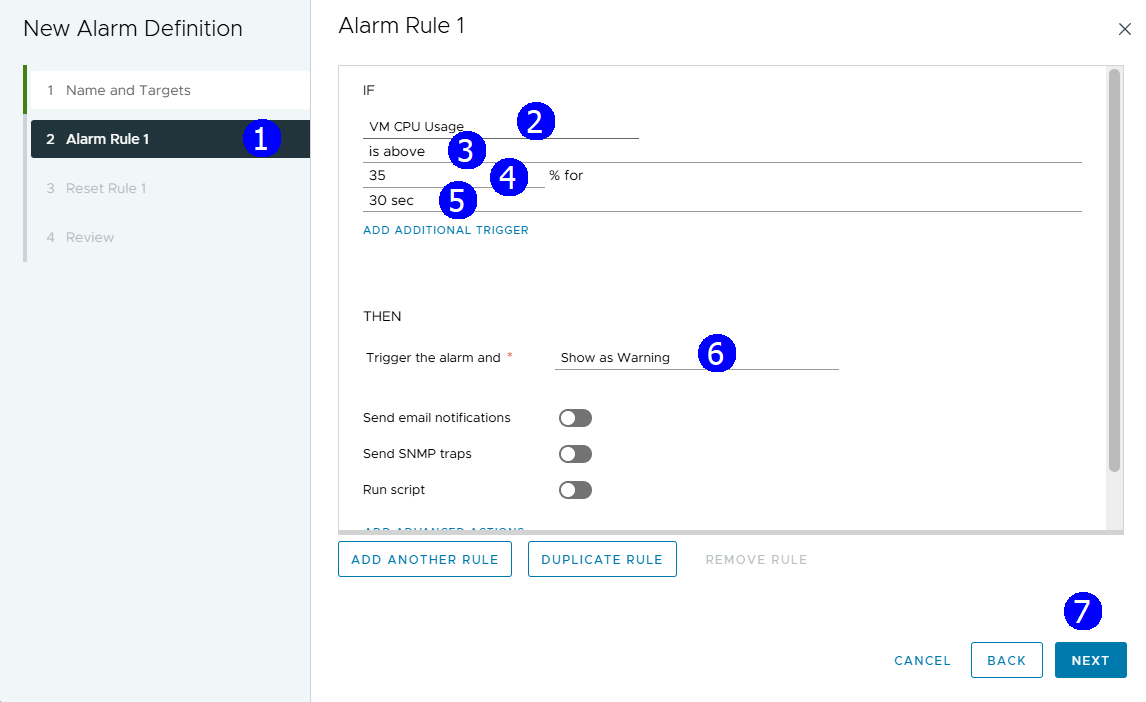 New Alarm Definition
1 Name and Targets
2 Alarm Rule 1 1
3 Reset Rule 1
4 Review
Alarm Rule 1
IF
VM CPU Usage 2
is above 3
35 4 % for
30 sec 5
ADD ADDITIONAL TRIGGER
THEN
Trigger the alarm and * Show as Warning 6
Send email notifications
Send SNMP traps
Run script
ADD ADVANCED ACTIONS
ADD ANOTHER RULE DUPLICATE RULE REMOVE RULE
7
CANCEL BACK NEXT